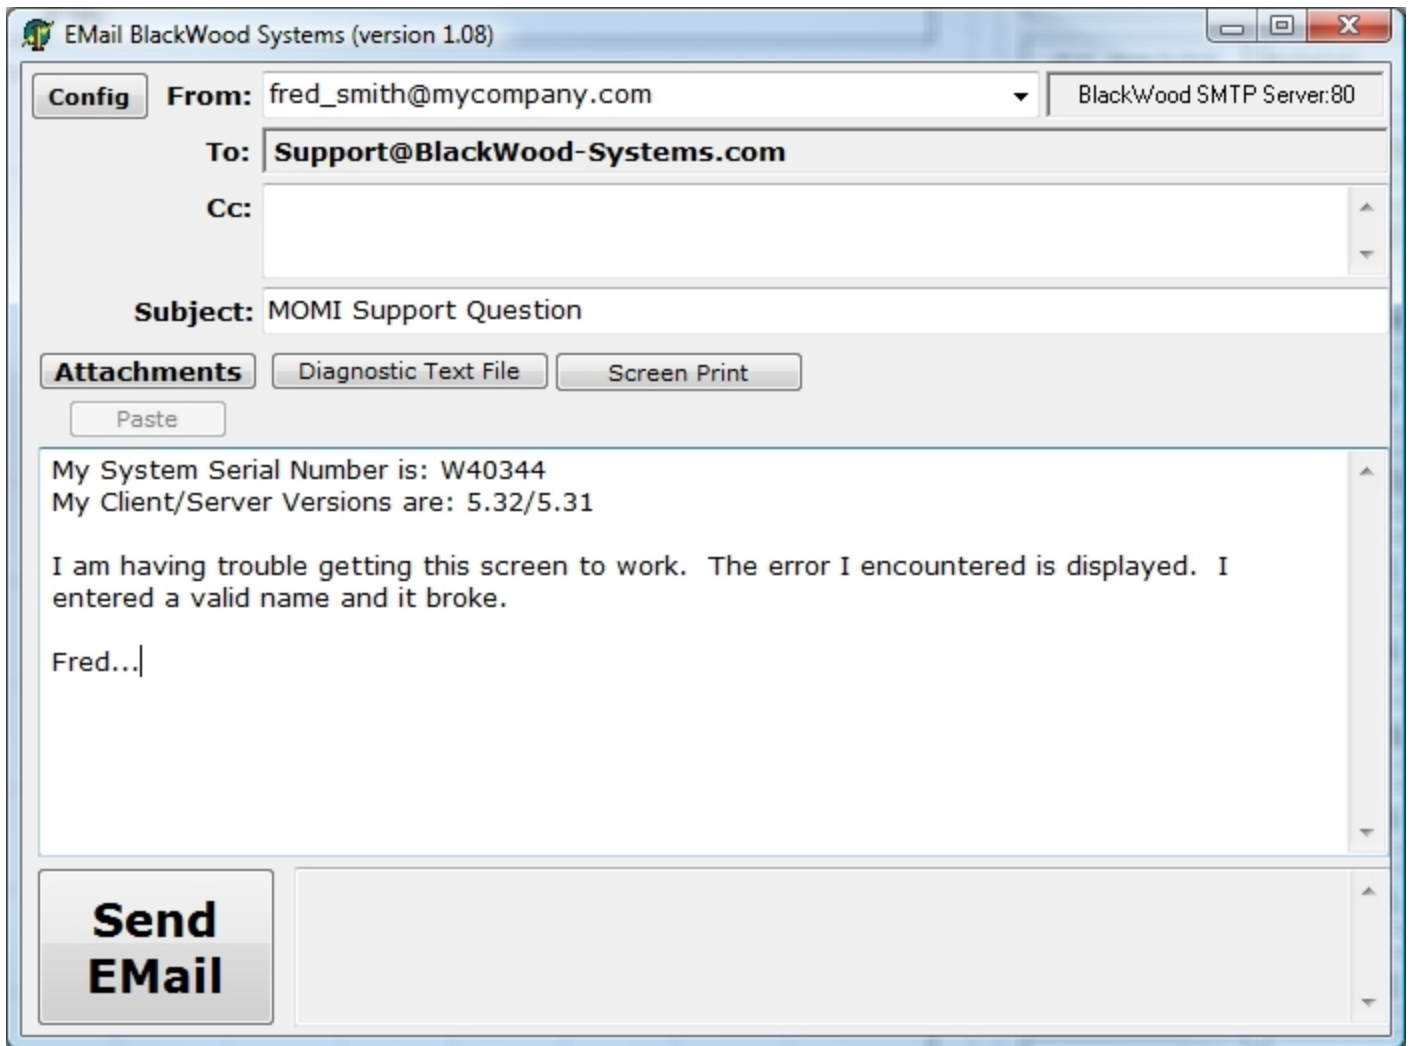 EMail BlackWood Systems (version 1.08)
Config From: fred_smith@mycompany.com BlackWood SMTP Server:80
To: Support@BlackWood-Systems.com
Cc:
Subject: MOMI Support Question
Attachments Diagnostic Text File Screen Print
Paste
My System Serial Number is: W40344
My Client/Server Versions are: 5.32/5.31
I am having trouble getting this screen to work.  The error I encountered is displayed.  I
entered a valid name and it broke.
Fred...
Send
EMail